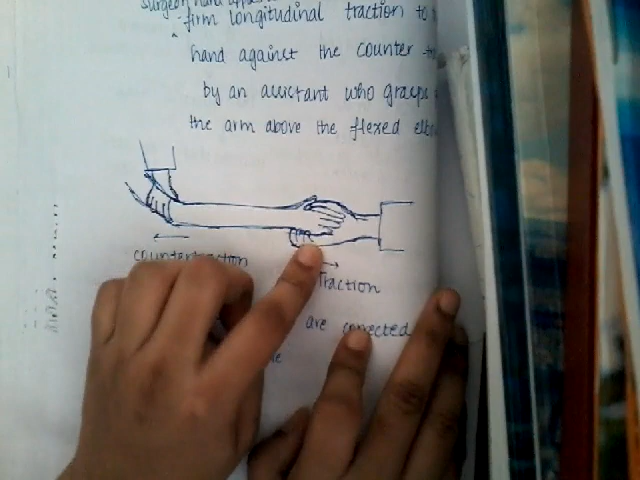 firm longitudinal traction to
hand against the counter
by an assistant who grasps
the arm above the flexed
countertraction
Traction
are corrected